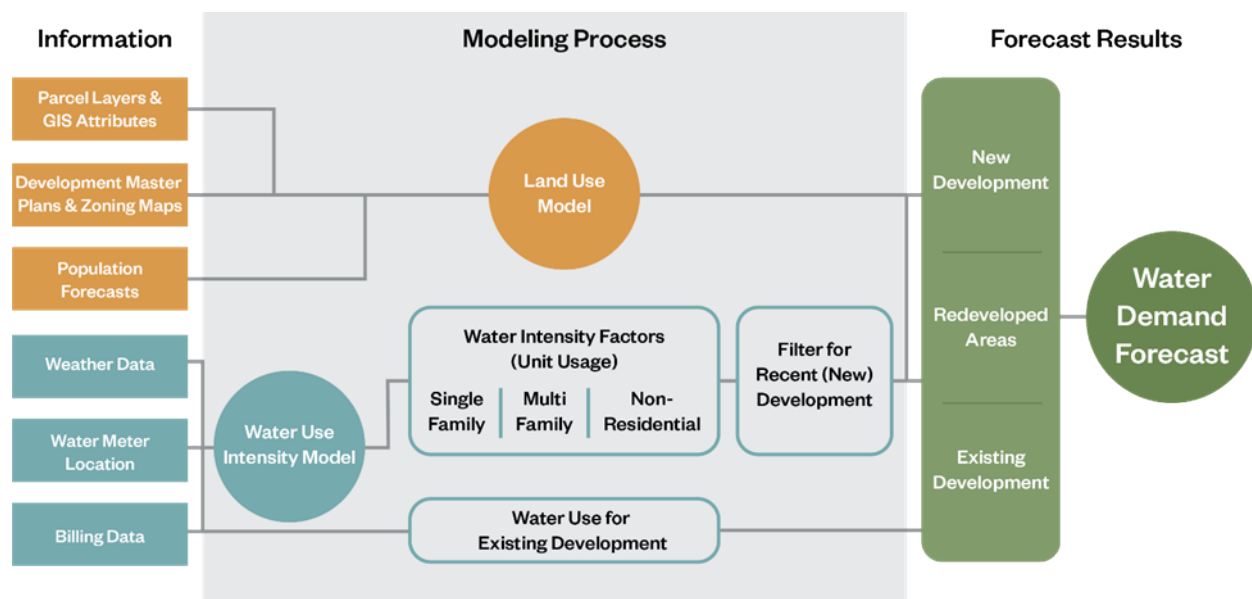 Information
Modeling Process
Forecast Results
Parcel Layers &
GIS Attributes
Development Master
Plans & Zoning Maps
Population
Forecasts
Weather Data
Water Meter
Location
Billing Data
Land Use
Model
Water Use
Intensity Model
Water Intensity Factors
(Unit Usage)
Single
Family
Multi
Family
Non-
Residential
Filter for
Recent (New)
Development
Water Use for
Existing Development
New
Development
Redeveloped
Areas
Existing
Development
Water
Demand
Forecast